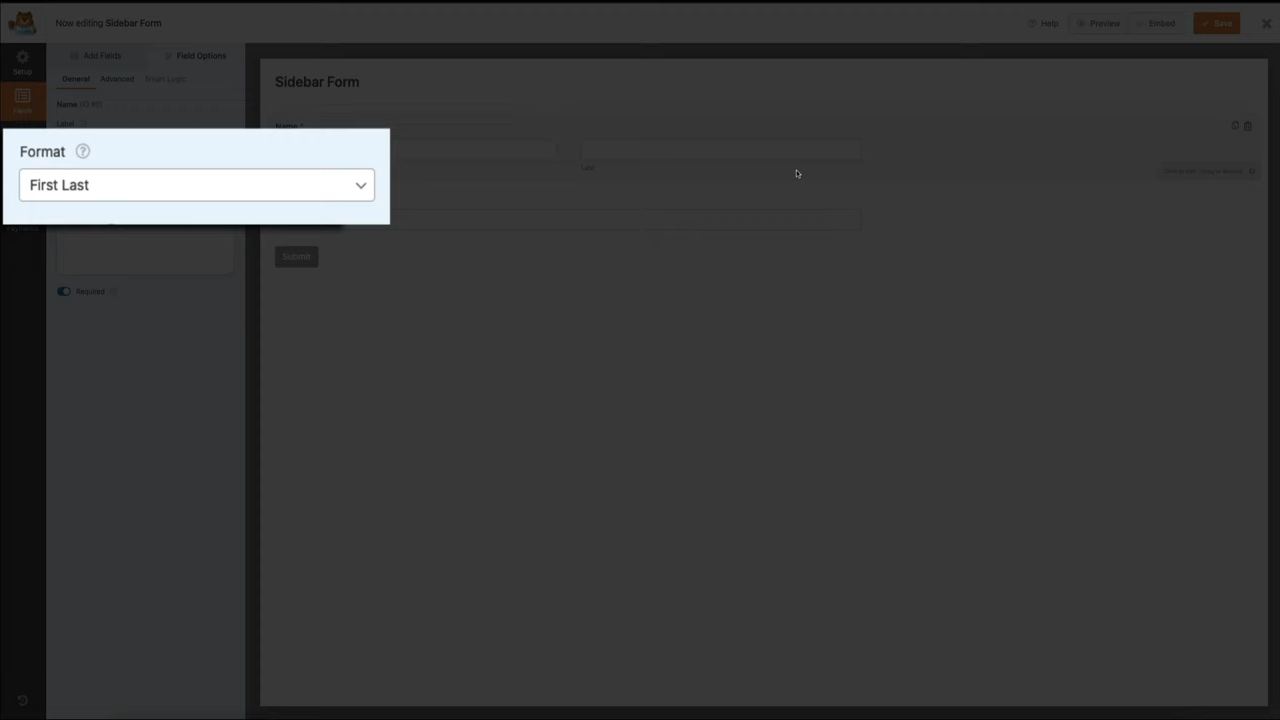 Now editing Sidebar Form
Help
Preview
Embed
Save
Setup
Fields
Add Fields
Field Options
General
Advanced
Smart Logic
Name (ID #0)
Label
Format
First Last
Required
Sidebar Form
Name *
Last
Submit